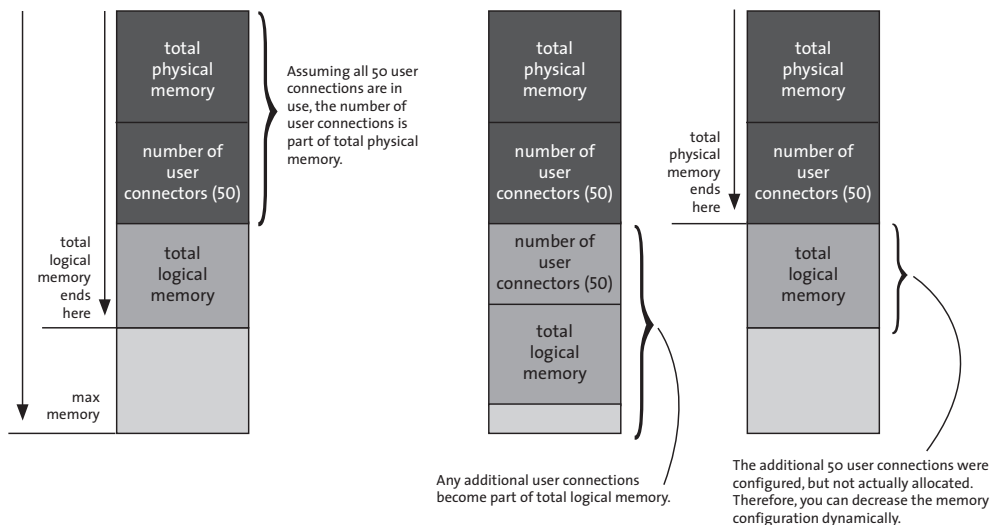 total
physical
memory
number of
user
connectors (50)
total
logical
memory
Assuming all 50 user
connections are in
use, the number of
user connections is
part of total physical
memory.
total
logical
memory
ends
here
max
memory
total
physical
memory
number of
user
connectors (50)
number of
user
connectors (50)
total
logical
memory
Any additional user connections
become part of total logical memory.
total
physical
memory
ends
here
total
physical
memory
number of
user
connectors (50)
total
logical
memory
The additional 50 user connections were
configured, but not actually allocated.
Therefore, you can decrease the memory
configuration dynamically.